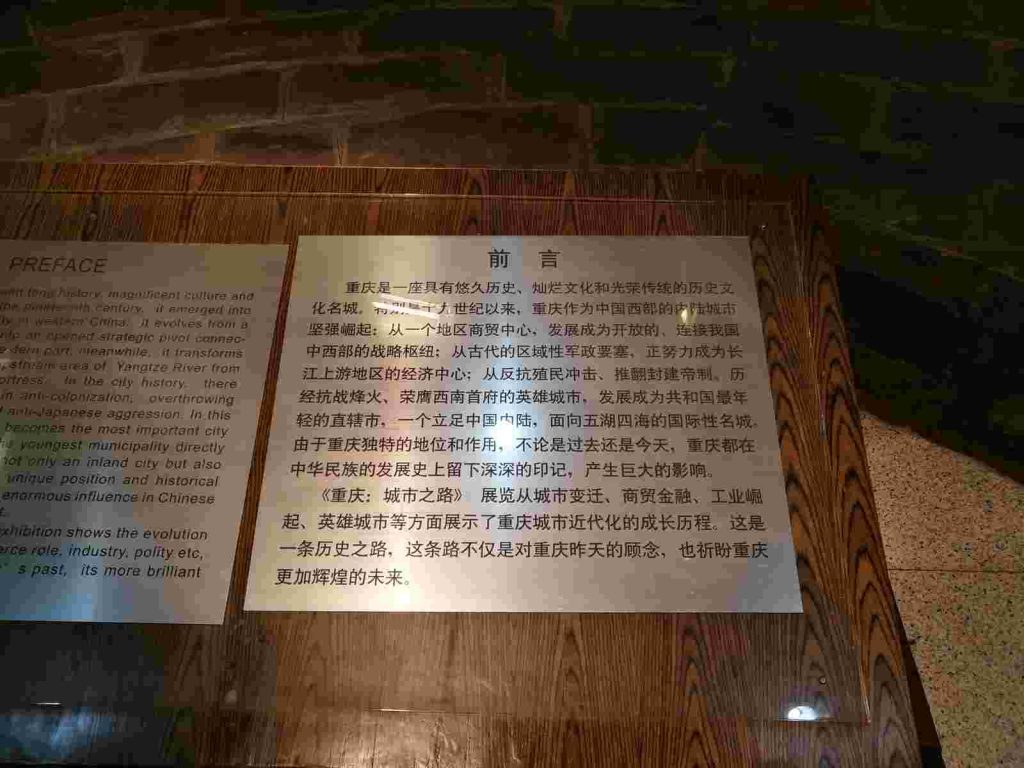 PREFACE
long history, magnificent culture and
the nineteenth century, it emerged into
in western China. it evolves from a
an opened strategic pivot connec-
dern part, meanwhile, it transforms
pstream area of Yangtze River from
ortress. In the city history, there
in anti-colonization, overthrowing
anti-Japanese aggression. In this
becomes the most important city
youngest municipality directly
not only an inland city but also
unique position and historical
enormous influence in Chinese
t.
exhibition shows the evolution
erce role, industry, polity etc,
' s past, its more brilliant
前 言
重庆是一座具有悠久历史、灿烂文化和光荣传统的历史文
化名城。特别是十九世纪以来，重庆作为中国西部的内陆城市
坚强崛起：从一个地区商贸中心，发展成为开放的、连接我国
中西部的战略枢纽；从古代的区域性军政要塞，正努力成为长
江上游地区的经济中心；从反抗殖民冲击、推翻封建帝制。历
经抗战烽火、荣膺西南首府的英雄城市，发展成为共和国最年
轻的直辖市，一个立足中国内陆，面向五湖四海的国际性名城。
由于重庆独特的地位和作用，不论是过去还是今天，重庆都在
中华民族的发展史上留下深深的印记，产生巨大的影响。
《重庆：城市之路》 展览从城市变迁、商贸金融、工业崛
起、英雄城市等方面展示了重庆城市近代化的成长历程。这是
一条历史之路，这条路不仅是对重庆昨天的顾念，也祈盼重庆
更加辉煌的未来。